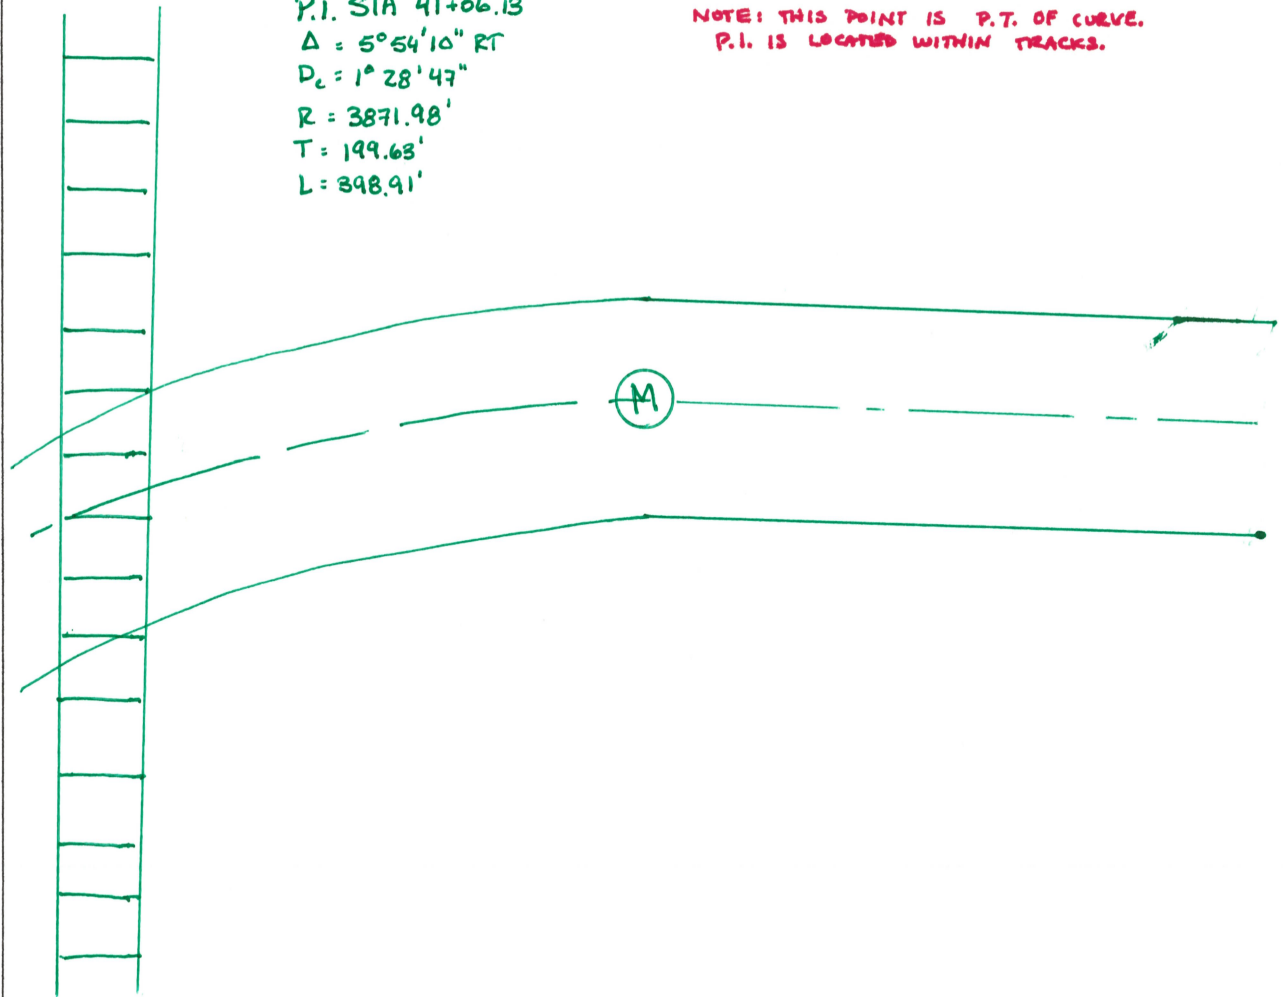 P.I. STA 41+06.13
Δ = 5°54'10" RT
Dc = 1°28'47"
R = 3871.98'
T = 199.63'
L = 398.91'
NOTE: THIS POINT IS P.T. OF CURVE.
P.I. IS LOCATED WITHIN TRACKS.
M